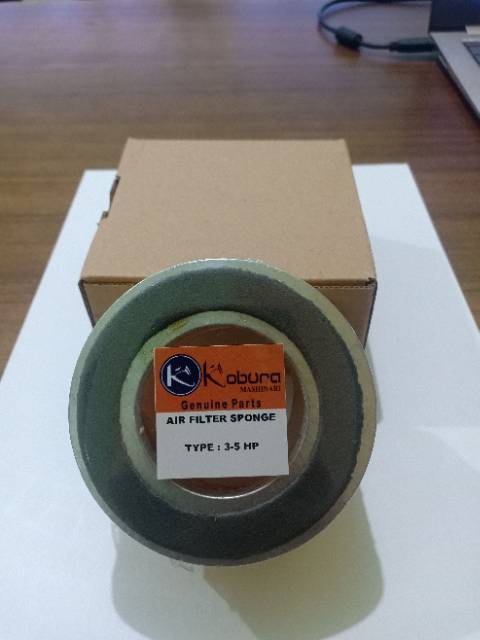 K Kobura
MASHINARI
Genuine Parts
AIR FILTER SPONGE
TYPE : 3-5 HP